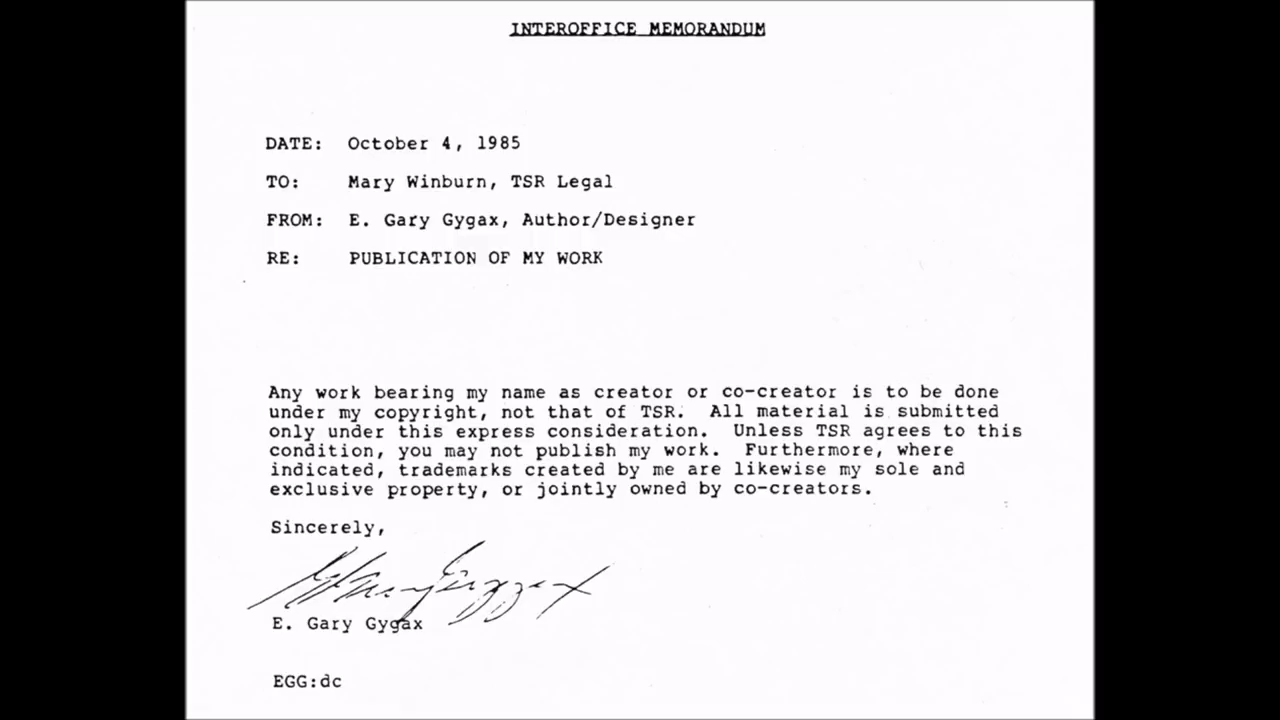 INTEROFFICE MEMORANDUM
DATE: October 4, 1985
TO: Mary Winburn, TSR Legal
FROM: E. Gary Gygax, Author/Designer
RE: PUBLICATION OF MY WORK
Any work bearing my name as creator or co-creator is to be done
under my copyright, not that of TSR. All material is submitted
only under this express consideration. Unless TSR agrees to this
condition, you may not publish my work. Furthermore, where
indicated, trademarks created by me are likewise my sole and
exclusive property, or jointly owned by co-creators.
Sincerely,
E. Gary Gygax
E. Gary Gygax
EGG:dc